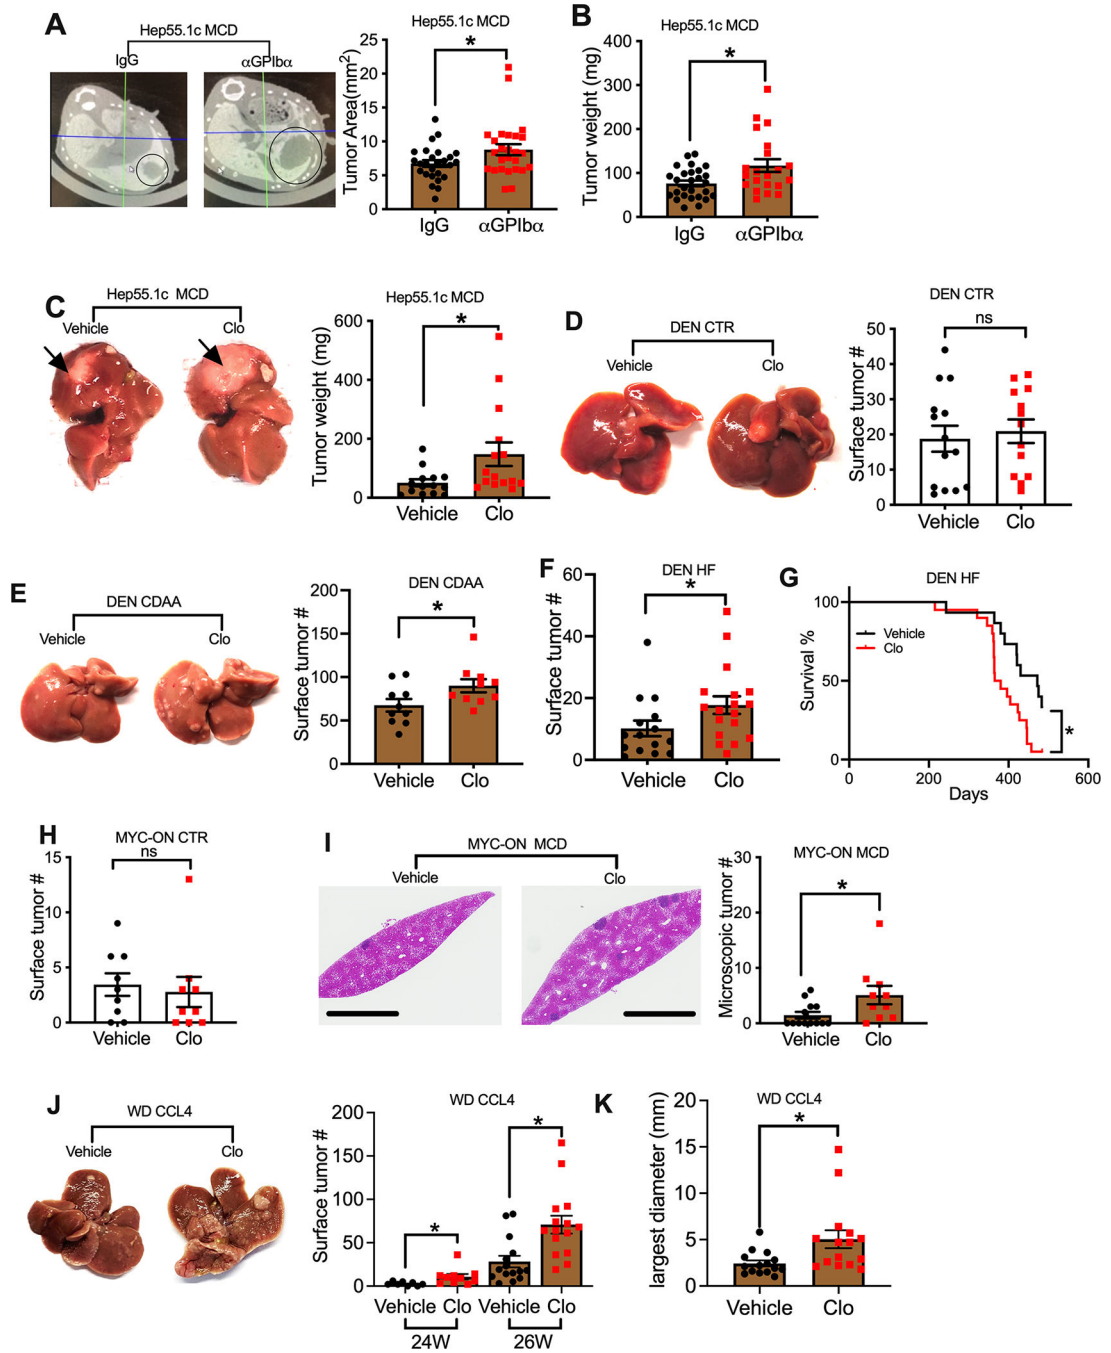 A
Hep55.1c MCD
IgG
αGPIbα
Tumor Area(mm2)
25
20
15
10
5
0
*
IgG
αGPIbα
B
Hep55.1c MCD
Tumor weight (mg)
400
300
200
100
0
*
IgG
αGPIbα
C
Hep55.1c MCD
Vehicle
Clo
Hep55.1c MCD
Tumor weight (mg)
600
400
200
0
*
Vehicle
Clo
D
DEN CTR
Vehicle
Clo
DEN CTR
Surface tumor #
50
40
30
20
10
0
ns
Vehicle
Clo
E
DEN CDAA
Vehicle
Clo
DEN CDAA
Surface tumor #
200
150
100
50
0
*
Vehicle
Clo
F
DEN HF
Surface tumor #
60
40
20
0
*
Vehicle
Clo
G
DEN HF
Survival %
100
50
0
Vehicle
Clo
*
0
200
400
600
Days
H
MYC-ON CTR
ns
Surface tumor #
15
10
5
0
Vehicle
Clo
I
MYC-ON MCD
Vehicle
Clo
MYC-ON MCD
Microscopic tumor #
30
20
10
0
*
Vehicle
Clo
J
WD CCL4
Vehicle
Clo
WD CCL4
Surface tumor #
200
150
100
50
0
*
*
Vehicle
Clo
Vehicle
Clo
24W
26W
K
WD CCL4
largest diameter (mm)
20
15
10
5
0
*
Vehicle
Clo